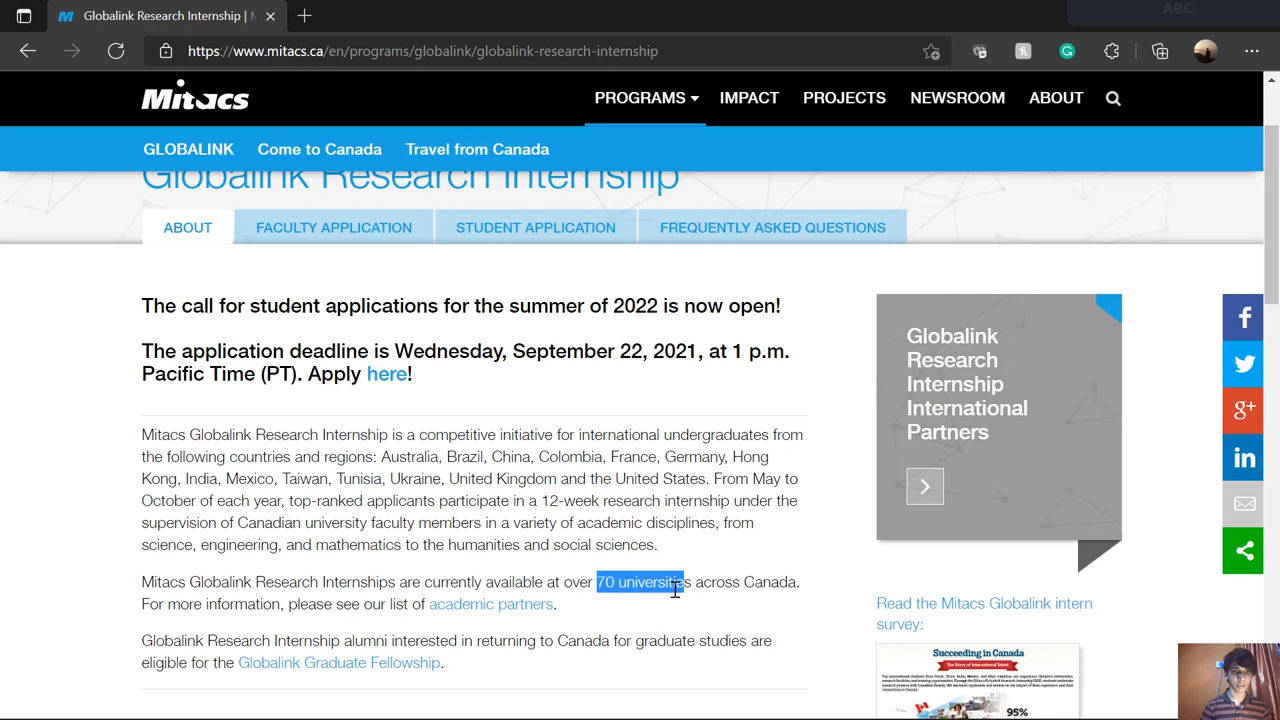 ABC
Globalink Research Internship | M
https://www.mitacs.ca/en/programs/globalink/globalink-research-internship
Mitacs
PROGRAMS IMPACT PROJECTS NEWSROOM ABOUT
GLOBALINK Come to Canada Travel from Canada
Globalink Research Internship
ABOUT FACULTY APPLICATION STUDENT APPLICATION FREQUENTLY ASKED QUESTIONS
The call for student applications for the summer of 2022 is now open!
The application deadline is Wednesday, September 22, 2021, at 1 p.m.
Pacific Time (PT). Apply here!
Mitacs Globalink Research Internship is a competitive initiative for international undergraduates from
the following countries and regions: Australia, Brazil, China, Colombia, France, Germany, Hong
Kong, India, Mexico, Taiwan, Tunisia, Ukraine, United Kingdom and the United States. From May to
October of each year, top-ranked applicants participate in a 12-week research internship under the
supervision of Canadian university faculty members in a variety of academic disciplines, from
science, engineering, and mathematics to the humanities and social sciences.
Mitacs Globalink Research Internships are currently available at over 70 universities across Canada.
For more information, please see our list of academic partners.
Globalink Research Internship alumni interested in returning to Canada for graduate studies are
eligible for the Globalink Graduate Fellowship.
Globalink
Research
Internship
International
Partners
Read the Mitacs Globalink intern
survey:
Succeeding in Canada
The Story of International Talent
95%
f
g+
in